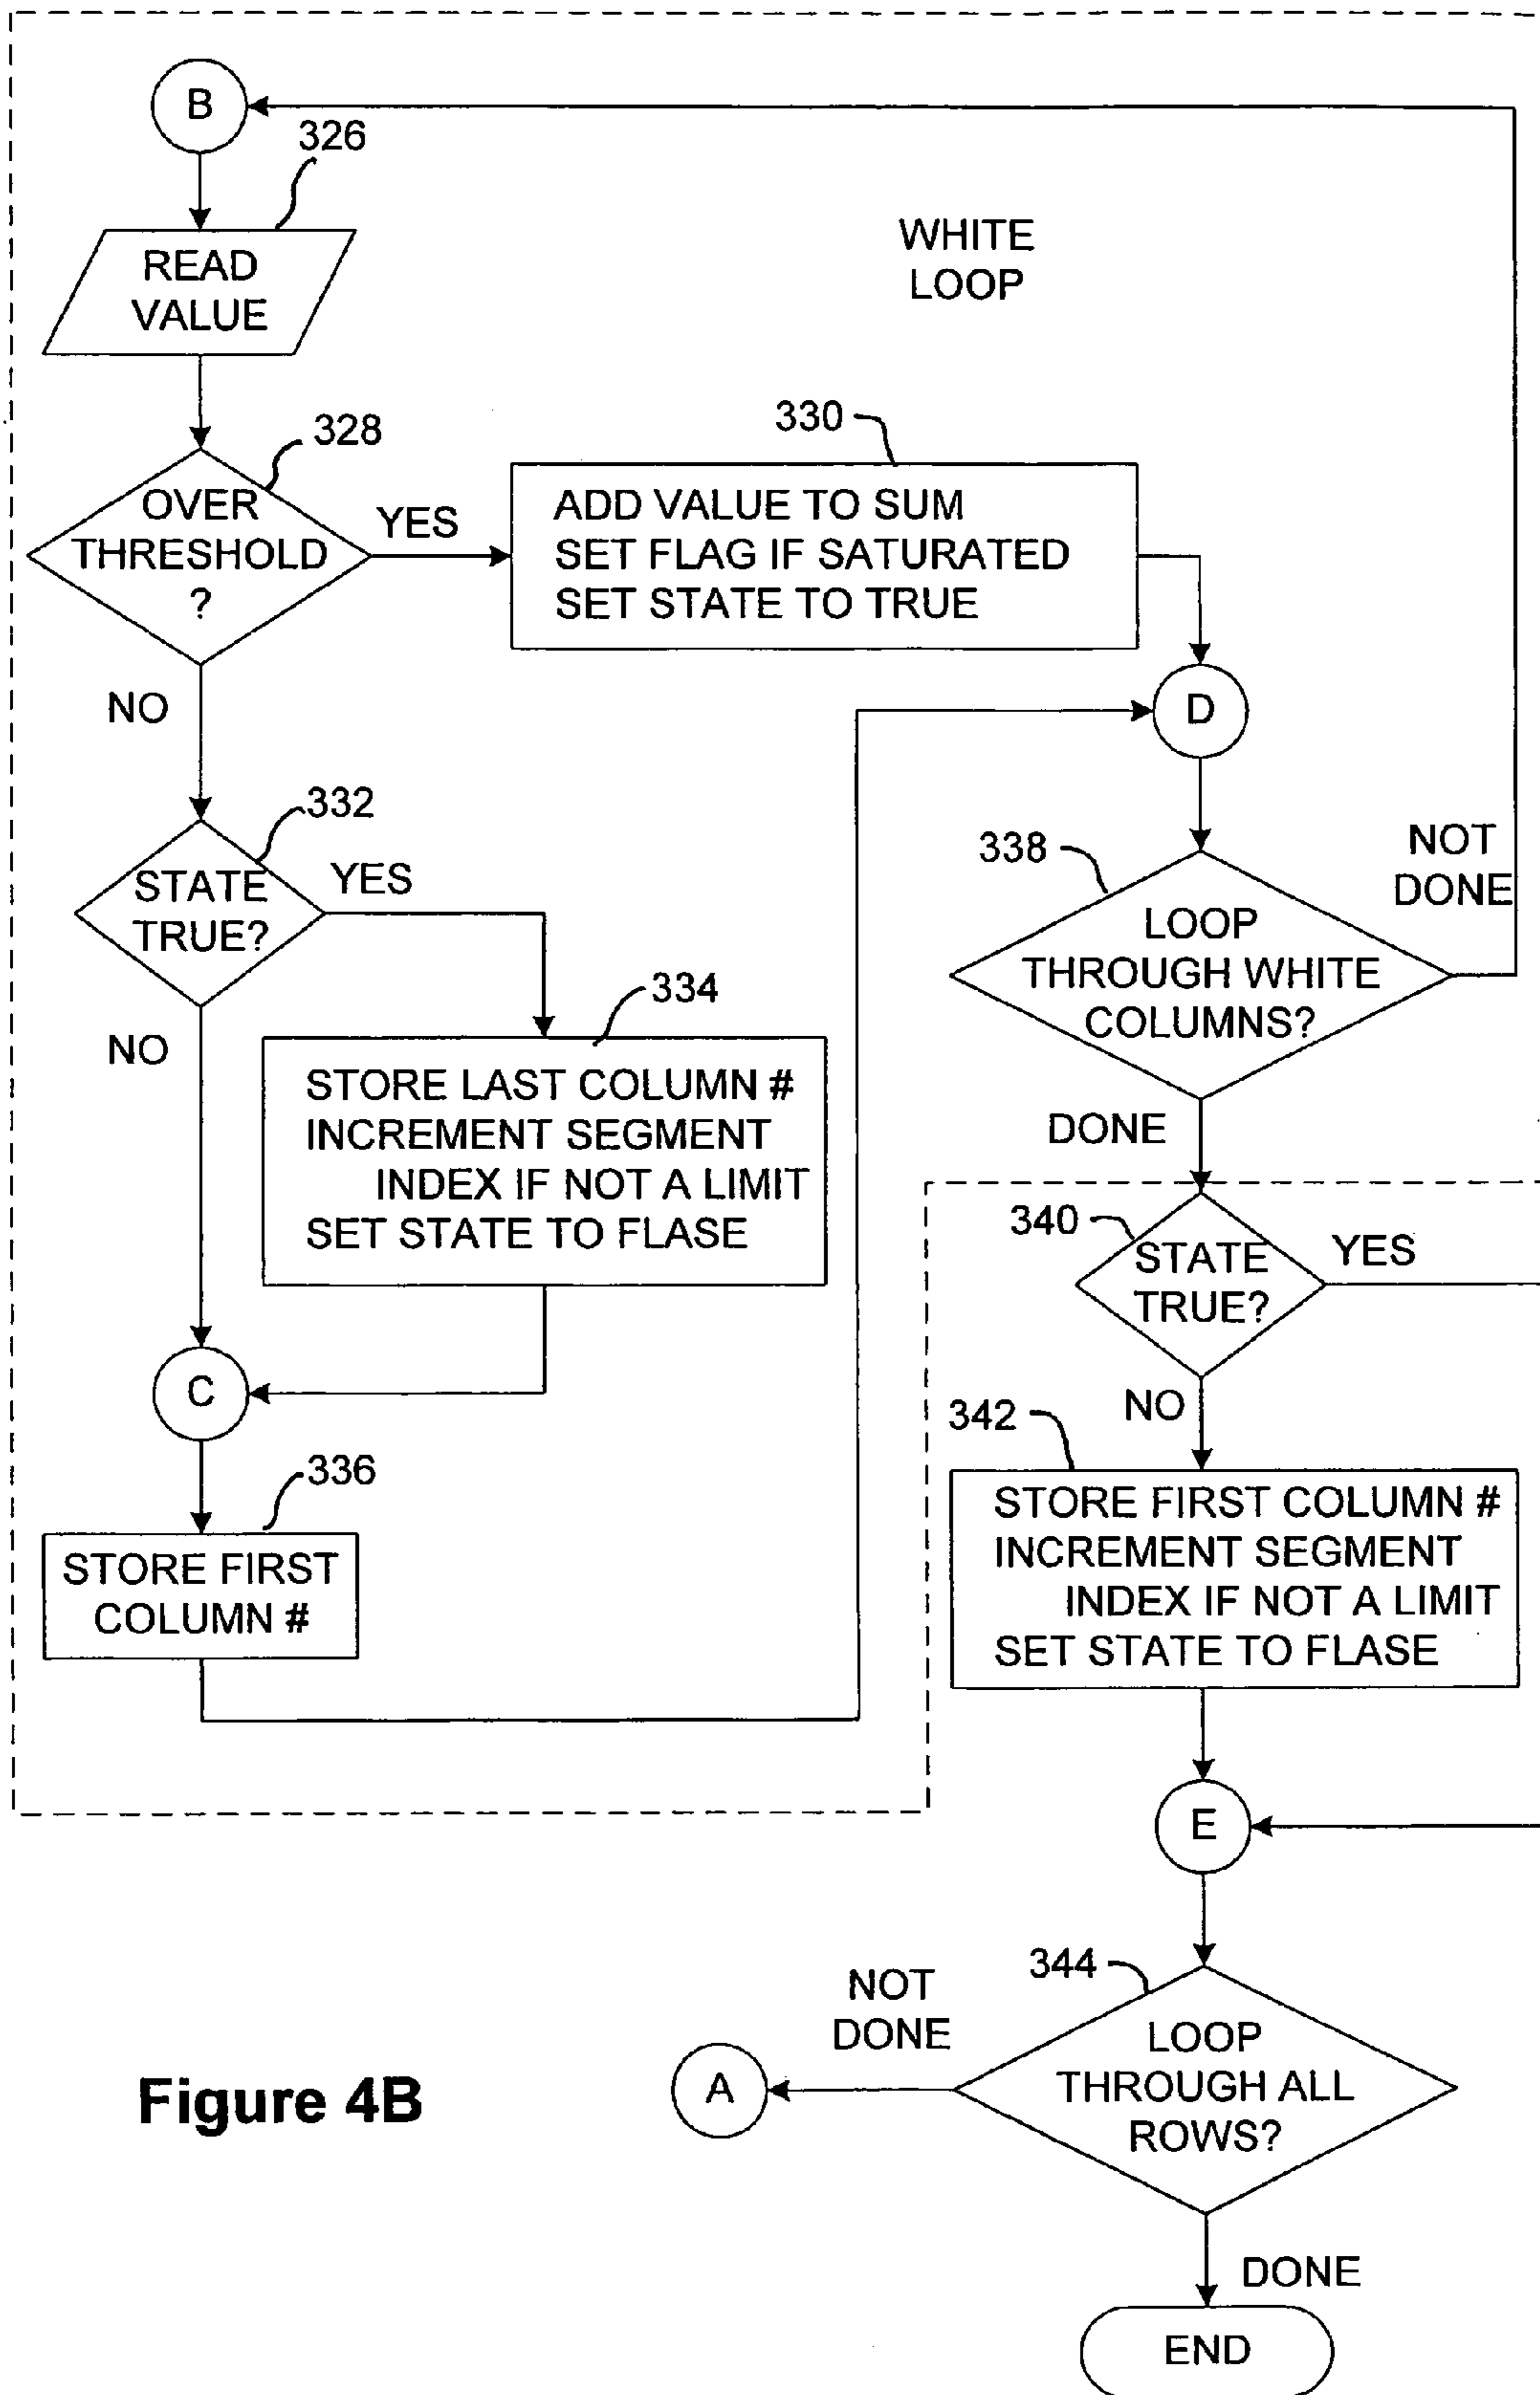 B
326
READ
VALUE
WHITE
LOOP
328
OVER
THRESHOLD
?
YES
330
ADD VALUE TO SUM
SET FLAG IF SATURATED
SET STATE TO TRUE
NO
D
332
STATE
TRUE?
YES
338
LOOP
THROUGH WHITE
COLUMNS?
NOT
DONE
NO
334
STORE LAST COLUMN #
INCREMENT SEGMENT
INDEX IF NOT A LIMIT
SET STATE TO FLASE
DONE
340
STATE
TRUE?
YES
C
NO
342
STORE FIRST COLUMN #
INCREMENT SEGMENT
INDEX IF NOT A LIMIT
SET STATE TO FLASE
336
STORE FIRST
COLUMN #
E
344
LOOP
THROUGH ALL
ROWS?
NOT
DONE
A
DONE
END
Figure 4B